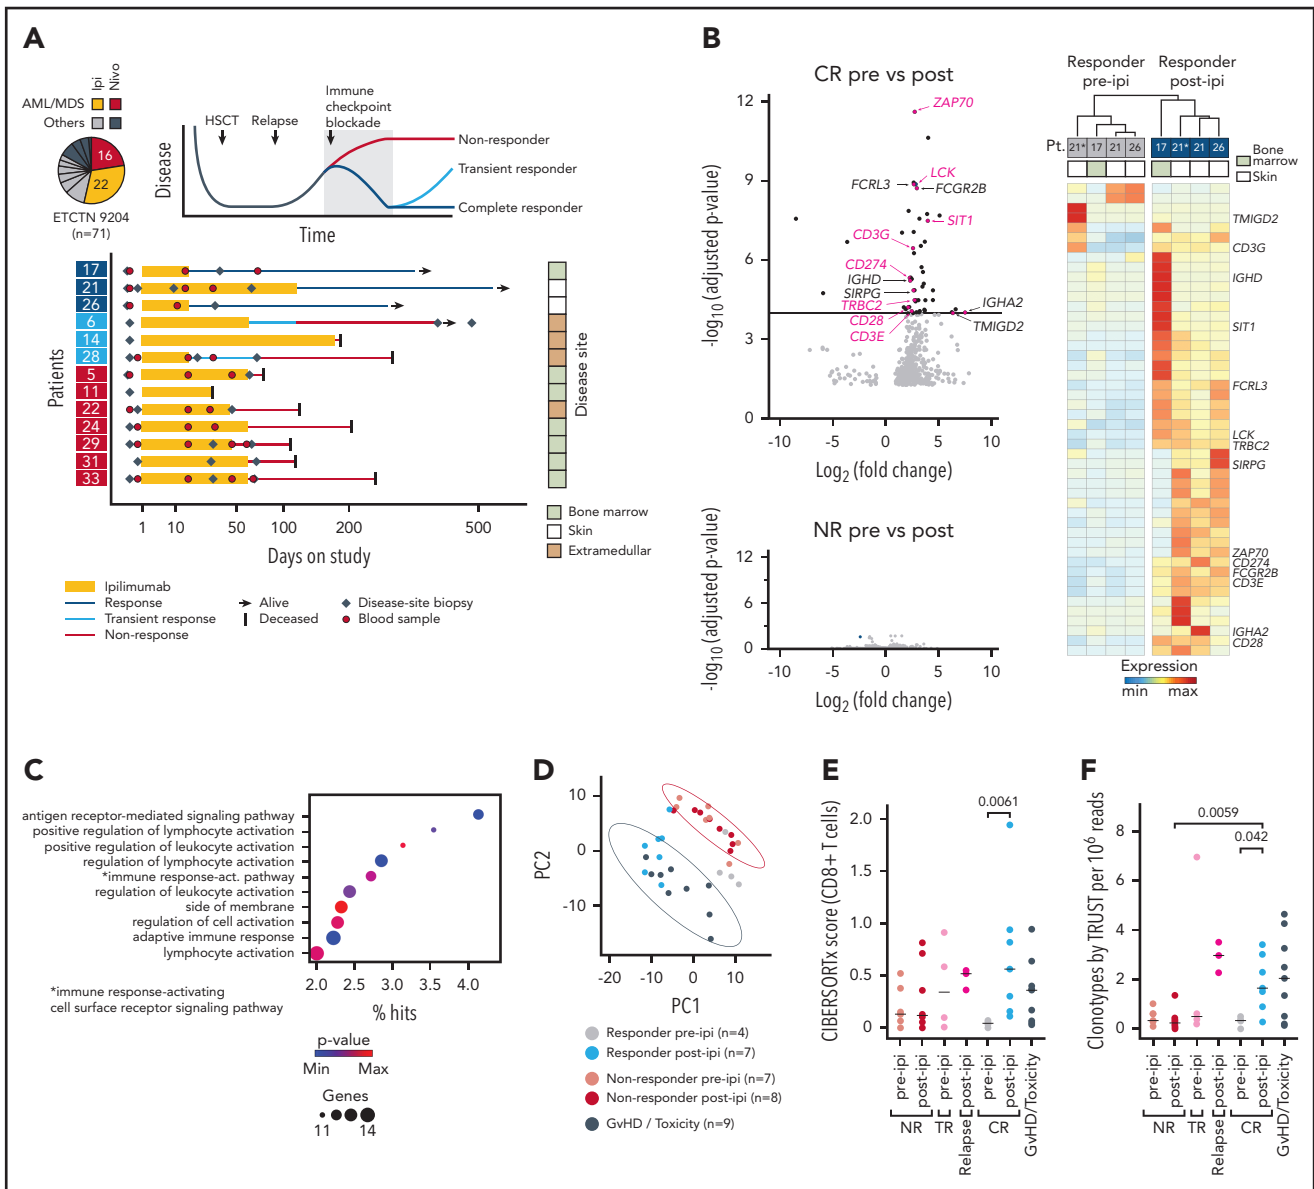 A
Ipi
Nivo
AML/MDS
Others
16
22
ETCTN 9204
(n=71)
Disease
HSCT
Relapse
Immune
checkpoint
blockade
Non-responder
Transient responder
Complete responder
Time
Patients
17
21
26
6
14
28
5
11
22
24
29
31
33
Disease site
1 10 50 100 200 500
Days on study
Bone marrow
Skin
Extramedullar
Ipilimumab
Response
Transient response
Non-response
Alive
Deceased
Disease-site biopsy
Blood sample
B
CR pre vs post
-log10 (adjusted p-value)
12
9
6
3
0
ZAP70
LCK
FCRL3
FCGR2B
SIT1
CD3G
CD274
IGHD
SIRPG
TRBC2
CD28
CD3E
IGHA2
TMIGD2
-10 -5 0 5 10
Log2 (fold change)
NR pre vs post
-log10 (adjusted p-value)
12
6
0
-10 -5 0 5 10
Log2 (fold change)
Responder
pre-ipi
Responder
post-ipi
Pt.
21* 17 21 26
17 21* 21 26
Bone
marrow
Skin
TMIGD2
CD3G
IGHD
SIT1
FCRL3
LCK
TRBC2
SIRPG
ZAP70
CD274
FCGR2B
CD3E
IGHA2
CD28
Expression
min max
C
antigen receptor-mediated signaling pathway
positive regulation of lymphocyte activation
positive regulation of leukocyte activation
regulation of lymphocyte activation
*immune response-act. pathway
regulation of leukocyte activation
side of membrane
regulation of cell activation
adaptive immune response
lymphocyte activation
2.0 2.5 3.0 3.5 4.0
% hits
*immune response-activating
cell surface receptor signaling pathway
p-value
Min Max
Genes
11 14
D
PC2
10
0
-10
-20 -10 0 10
PC1
Responder pre-ipi (n=4)
Responder post-ipi (n=7)
Non-responder pre-ipi (n=7)
Non-responder post-ipi (n=8)
GvHD / Toxicity (n=9)
E
CIBERSORTx score (CD8+ T cells)
2.0
1.5
1.0
0.5
0
0.0061
pre-ipi
post-ipi
pre-ipi
post-ipi
pre-ipi
post-ipi
GvHD/Toxicity
NR
TR
Relapse
CR
F
Clonotypes by TRUST per 10^6 reads
8
6
4
2
0
0.0059
0.042
pre-ipi
post-ipi
pre-ipi
post-ipi
pre-ipi
post-ipi
GvHD/Toxicity
NR
TR
Relapse
CR